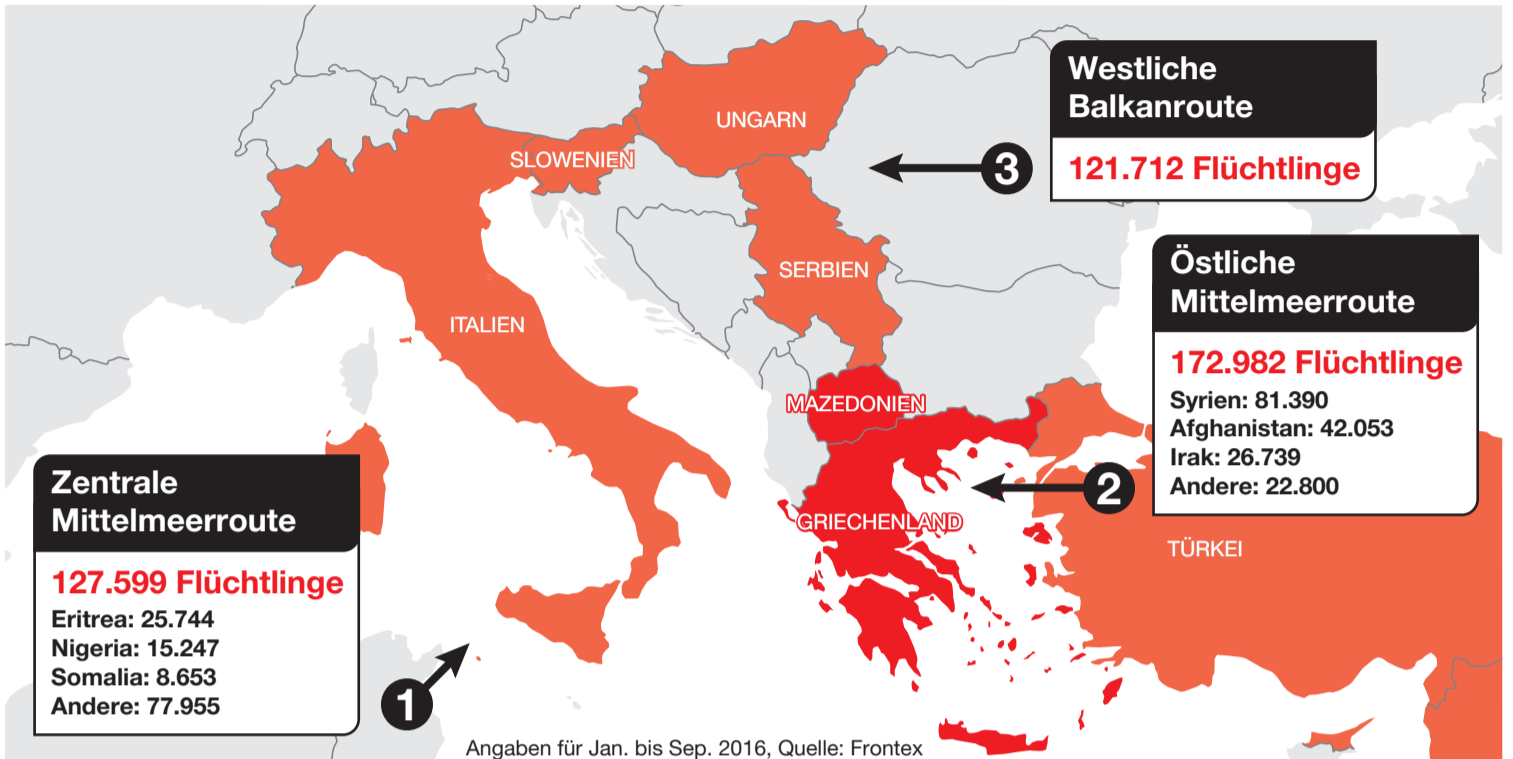 Westliche
Balkanroute
121.712 Flüchtlinge
3
UNGARN
SLOWENIEN
SERBIEN
ITALIEN
MAZEDONIEN
GRIECHENLAND
TÜRKEI
Östliche
Mittelmeerroute
172.982 Flüchtlinge
Syrien: 81.390
Afghanistan: 42.053
Irak: 26.739
Andere: 22.800
2
Zentrale
Mittelmeerroute
127.599 Flüchtlinge
Eritrea: 25.744
Nigeria: 15.247
Somalia: 8.653
Andere: 77.955
1
Angaben für Jan. bis Sep. 2016, Quelle: Frontex